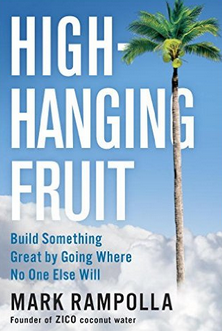 HIGH-
HANGING
FRUIT
Build Something
Great by Going Where
No One Else Will
MARK RAMPOLLA
Founder of ZICO coconut water